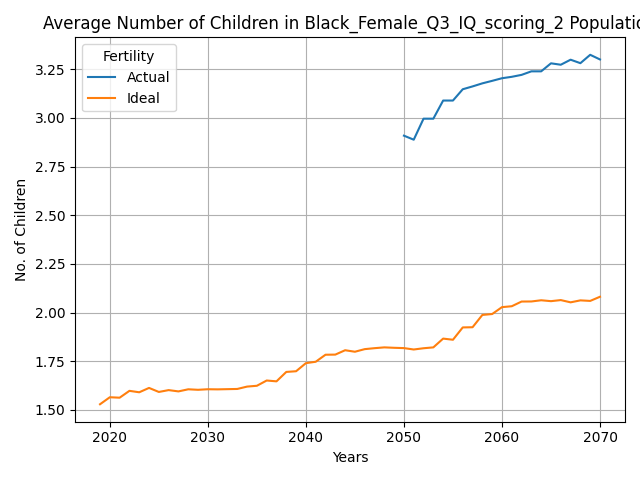 Average Number of Children in Black_Female_Q3_IQ_scoring_2 Populatio
Fertility
Actual
Ideal
No. of Children
3.25
3.00
2.75
2.50
2.25
2.00
1.75
1.50
2020 2030 2040 2050 2060 2070
Years